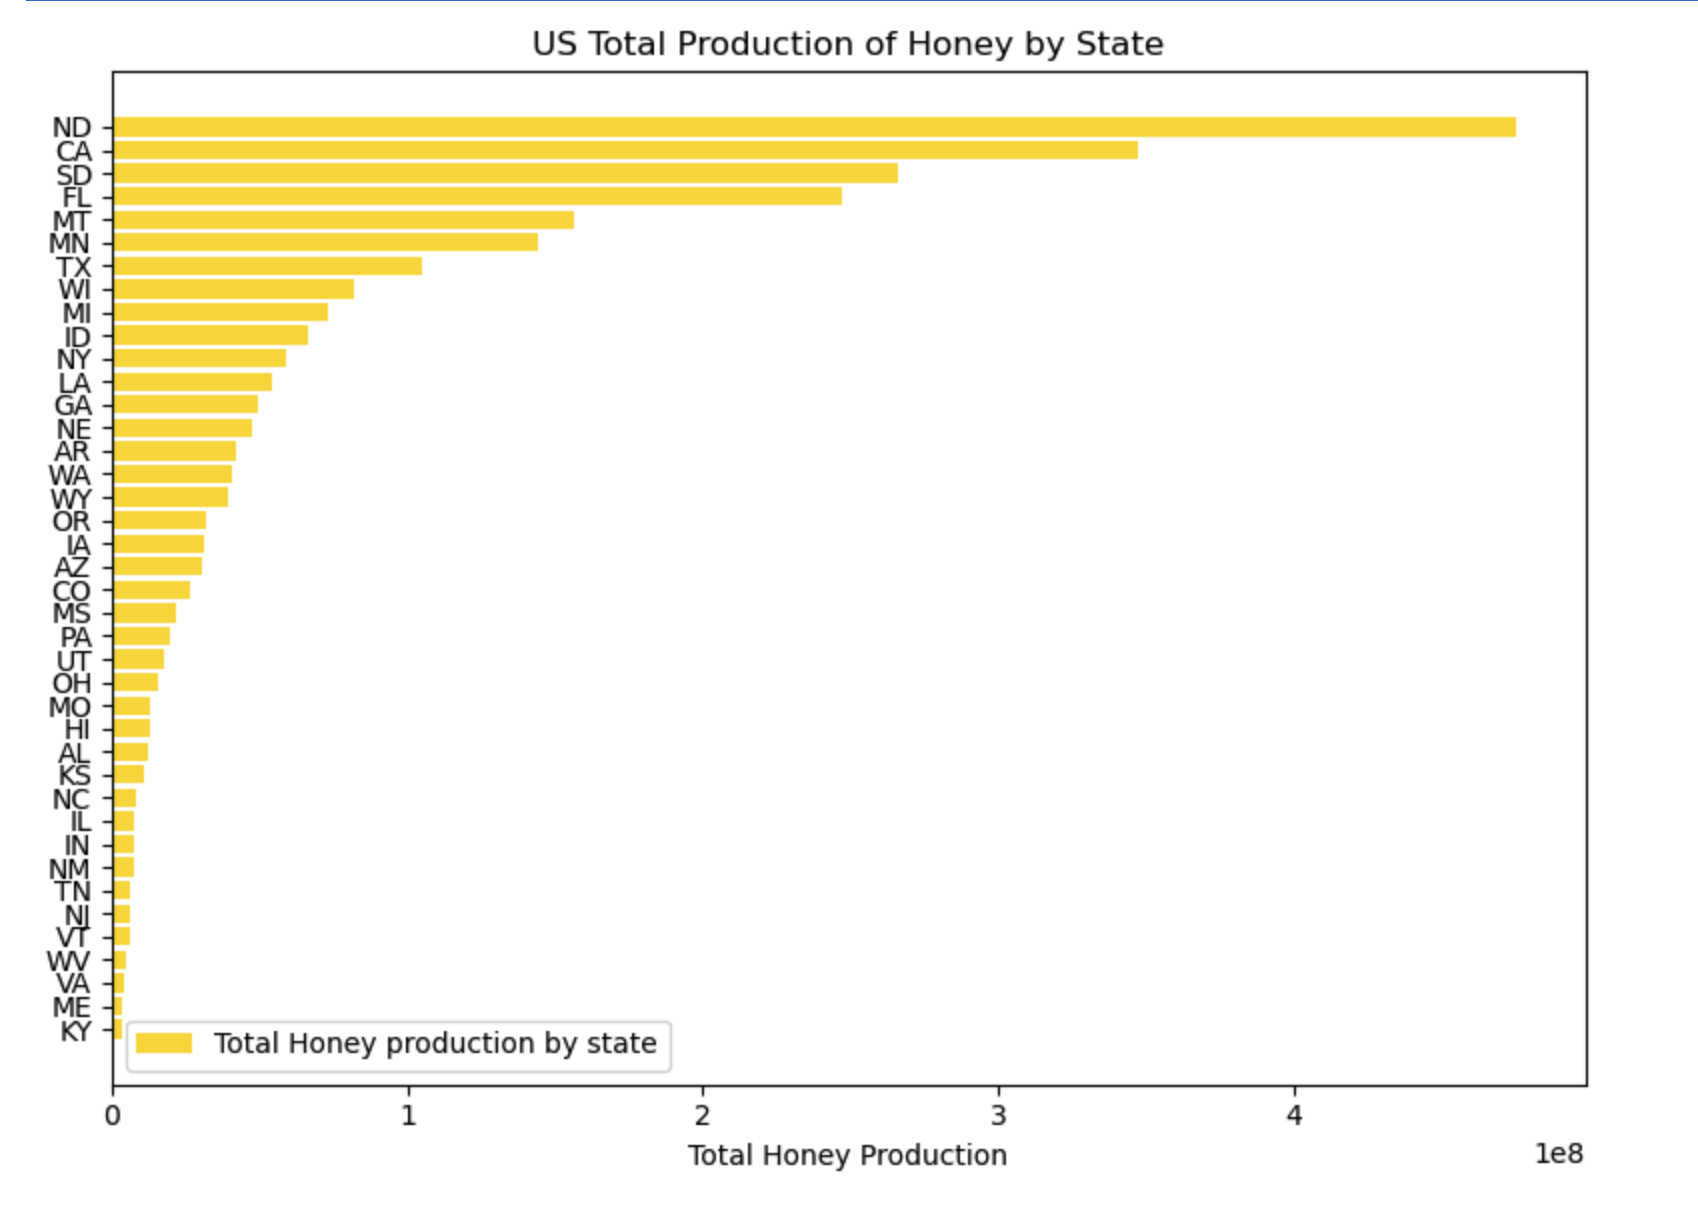 US Total Production of Honey by State
ND
CA
SD
FL
MT
MN
TX
WI
MI
ID
NY
LA
GA
NE
AR
WA
WY
OR
IA
AZ
CO
MS
PA
UT
OH
MO
HI
AL
KS
NC
IL
IN
NM
TN
NJ
VT
WV
VA
ME
KY
Total Honey production by state
0 1 2 3 4
Total Honey Production
1e8